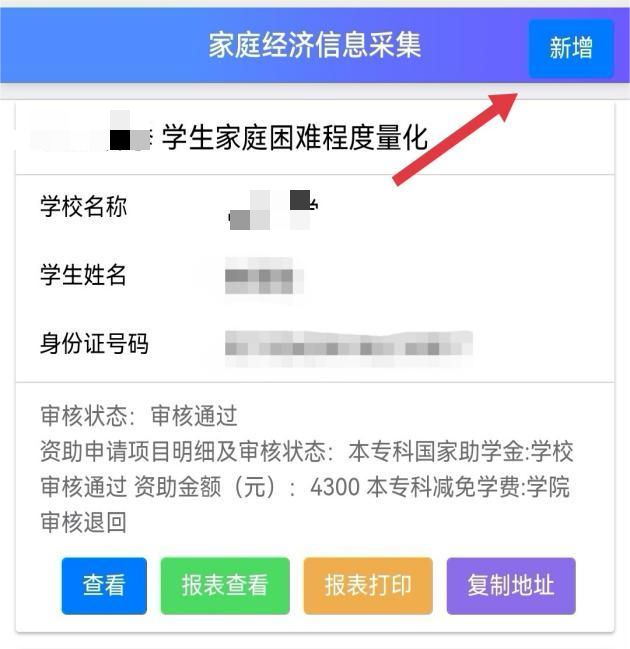 家庭经济信息采集
新增
学生家庭困难程度量化
学校名称
学生姓名
身份证号码
审核状态：审核通过
资助申请项目明细及审核状态：本专科国家助学金:学校
审核通过 资助金额（元）：4300 本专科减免学费:学院
审核退回
查看
报表查看
报表打印
复制地址